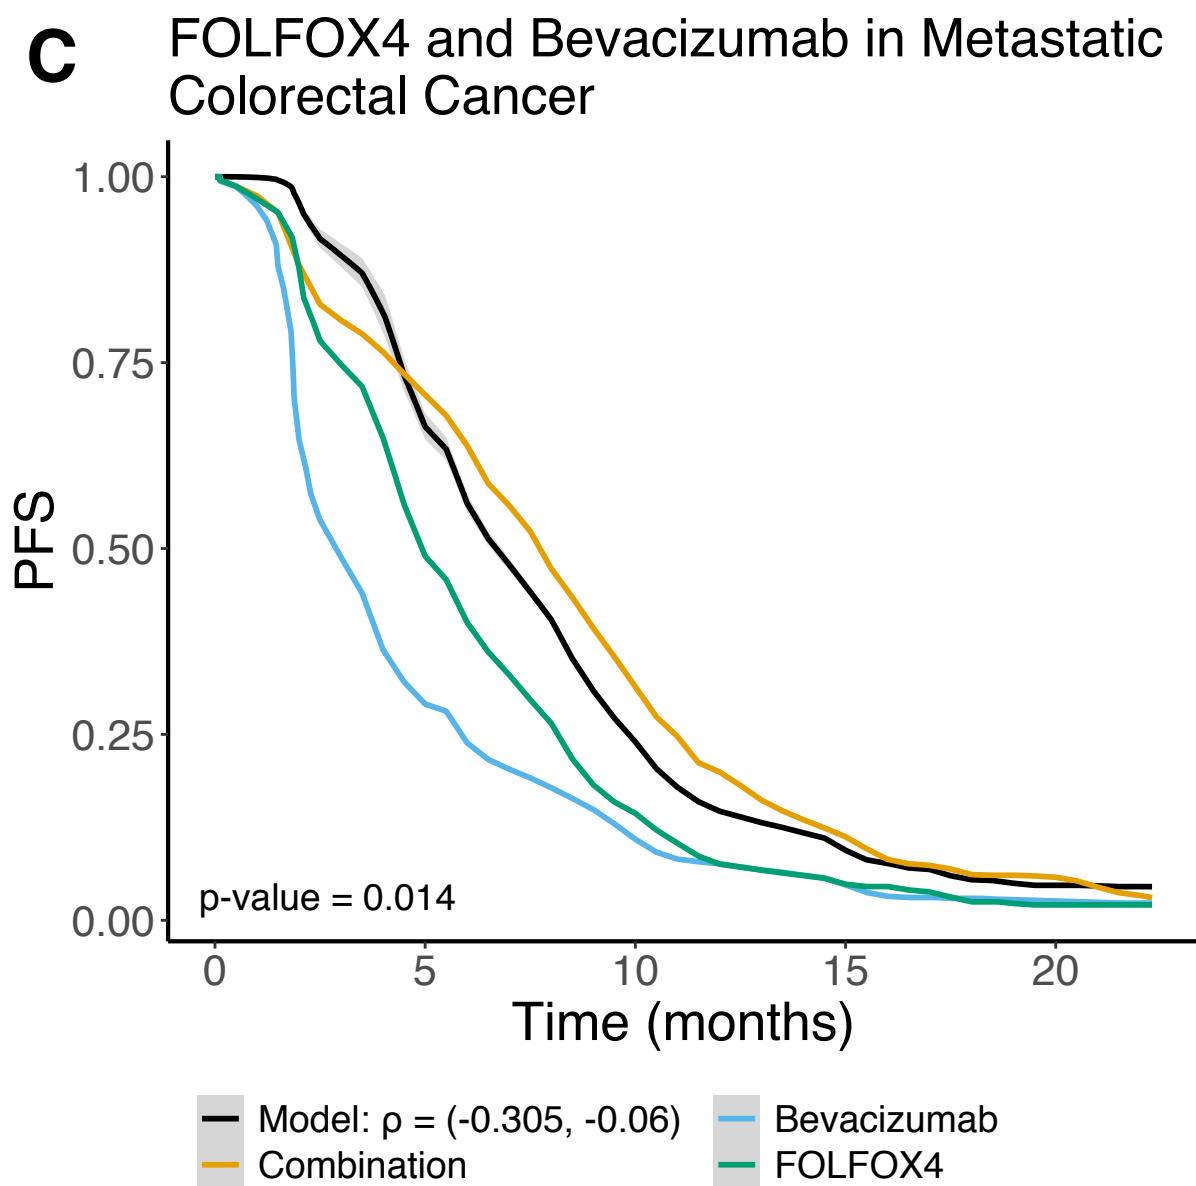 C
FOLFOX4 and Bevacizumab in Metastatic
Colorectal Cancer
PFS
1.00
0.75
0.50
0.25
0.00
p-value = 0.014
0 5 10 15 20
Time (months)
Model: ρ = (-0.305, -0.06)
Bevacizumab
Combination
FOLFOX4